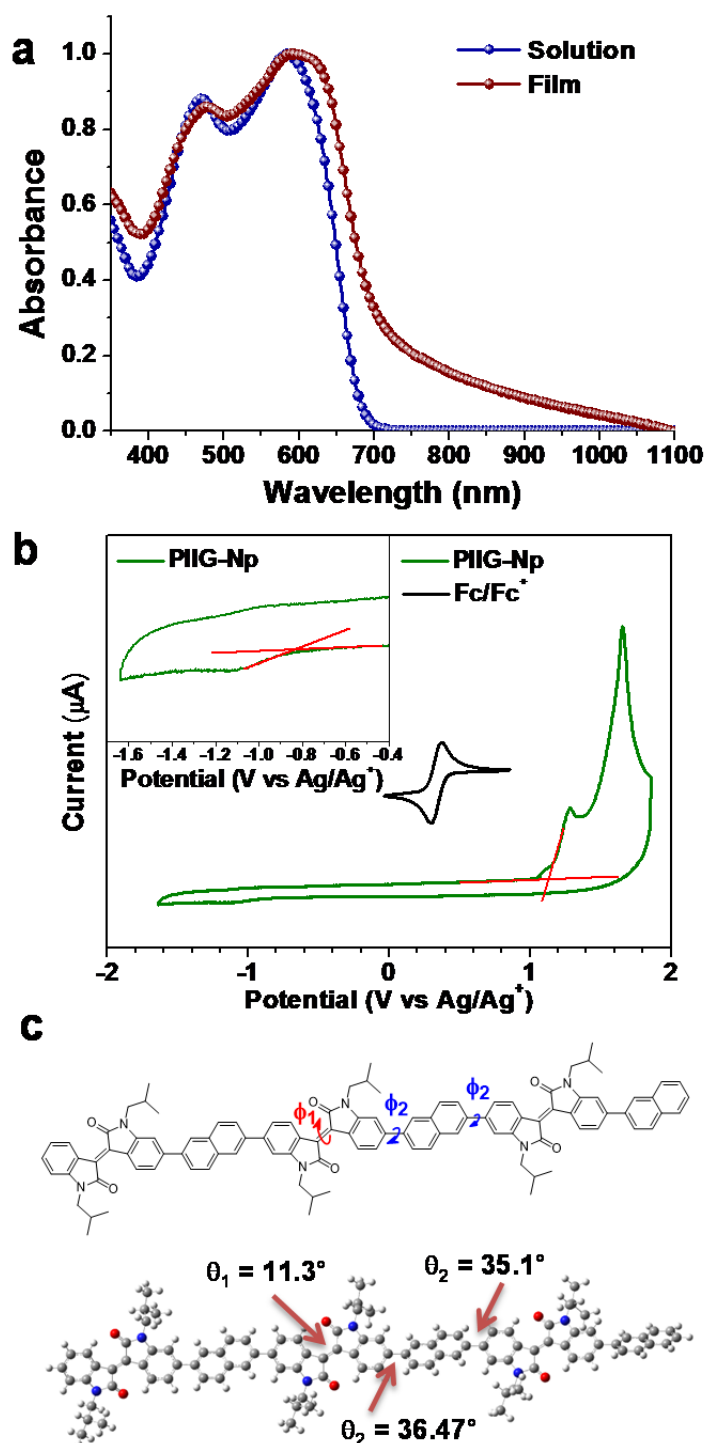 a
Solution
Film
1.0
0.8
0.6
0.4
0.2
0.0
Absorbance
400 500 600 700 800 900 1000 1100
Wavelength (nm)
b
PIIG-Np
PIIG-Np
Fc/Fc⁺
-1.6 -1.4 -1.2 -1.0 -0.8 -0.6 -0.4
Potential (V vs Ag/Ag⁺)
Current (μA)
-2 -1 0 1 2
Potential (V vs Ag/Ag⁺)
c
N O N O N O
ϕ₁ ϕ₂ ϕ₂
O N O N O N
θ₁ = 11.3° θ₂ = 35.1°
θ₂ = 36.47°